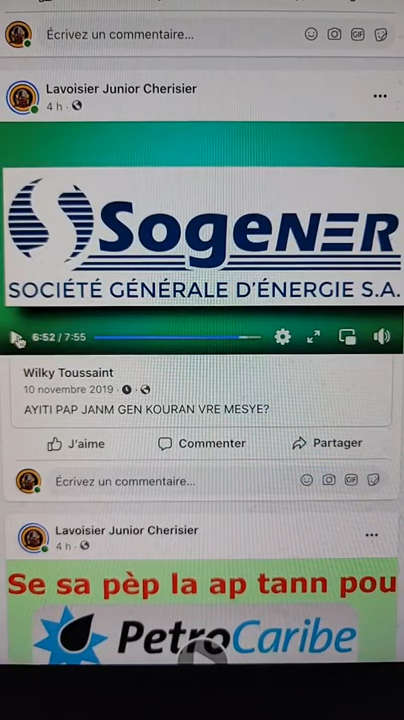 Écrivez un commentaire...
GIF
Lavoisier Junior Cherisier
4 h ·
SogeNER
SOCIÉTÉ GÉNÉRALE D'ÉNERGIE S.A.
6:52 / 7:55
Wilky Toussaint
10 novembre 2019 ·
AYITI PAP JANM GEN KOURAN VRE MESYE?
J'aime
Commenter
Partager
Écrivez un commentaire...
GIF
Lavoisier Junior Cherisier
4 h ·
Se sa pèp la ap tann pou
PetroCaribe